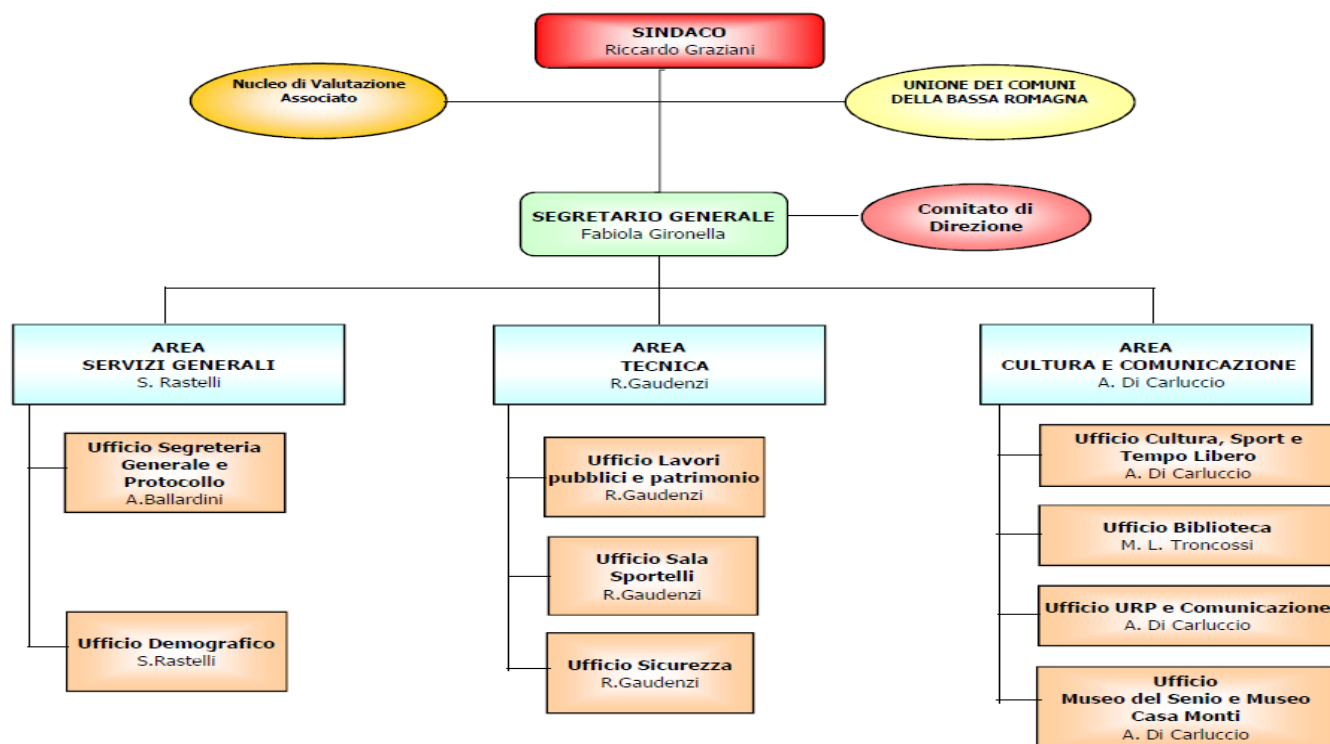 SINDACO
Riccardo Graziani
Nucleo di Valutazione
Associato
UNIONE DEI COMUNI
DELLA BASSA ROMAGNA
SEGRETARIO GENERALE
Fabiola Gironella
Comitato di
Direzione
AREA
SERVIZI GENERALI
S. Rastelli
Ufficio Segreteria
Generale e
Protocollo
A.Ballardini
Ufficio Demografico
S.Rastelli
AREA
TECNICA
R.Gaudenzi
Ufficio Lavori
pubblici e patrimonio
R.Gaudenzi
Ufficio Sala
Sportelli
R.Gaudenzi
Ufficio Sicurezza
R.Gaudenzi
AREA
CULTURA E COMUNICAZIONE
A. Di Carluccio
Ufficio Cultura, Sport e
Tempo Libero
A. Di Carluccio
Ufficio Biblioteca
M. L. Troncossi
Ufficio URP e Comunicazione
A. Di Carluccio
Ufficio
Museo del Senio e Museo
Casa Monti
A. Di Carluccio